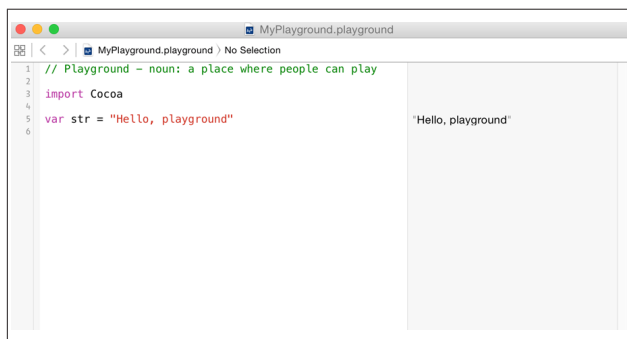 MyPlayground.playground
MyPlayground.playground 〉 No Selection
1 // Playground – noun: a place where people can play
2
3 import Cocoa
4
5 var str = "Hello, playground" "Hello, playground"
6